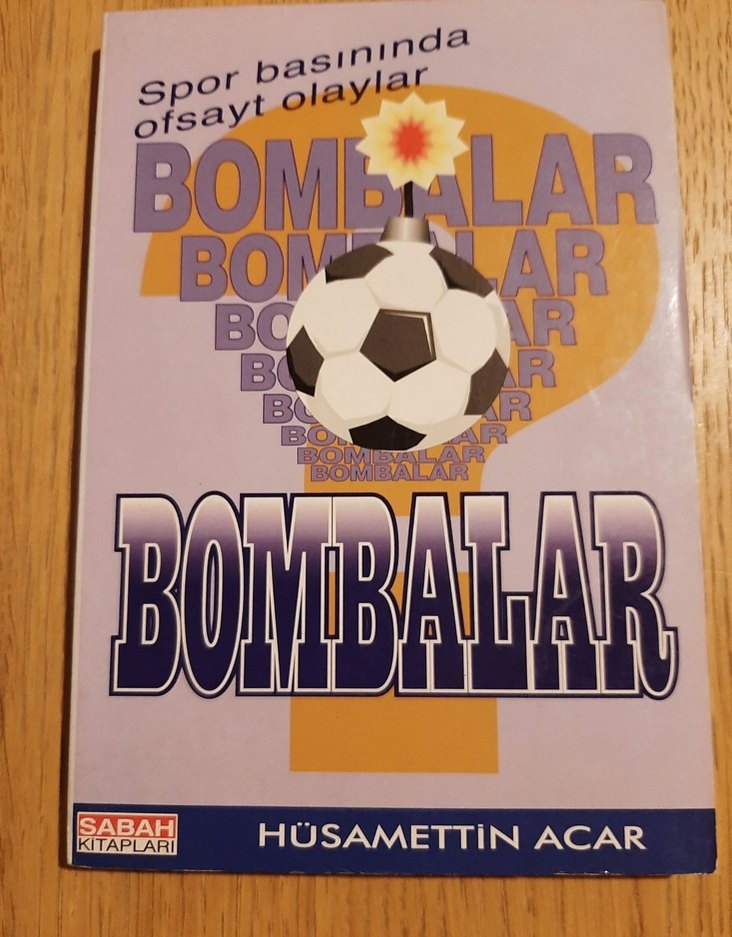 Spor basınında
ofsayt olaylar
BOMBALAR
BOMBALAR
BOMBALAR
BOMBALAR
BOMBALAR
BOMBALAR
BOMBALAR
BOMBALAR
BOMBALAR
SABAH
KİTAPLARI
HÜSAMETTİN ACAR